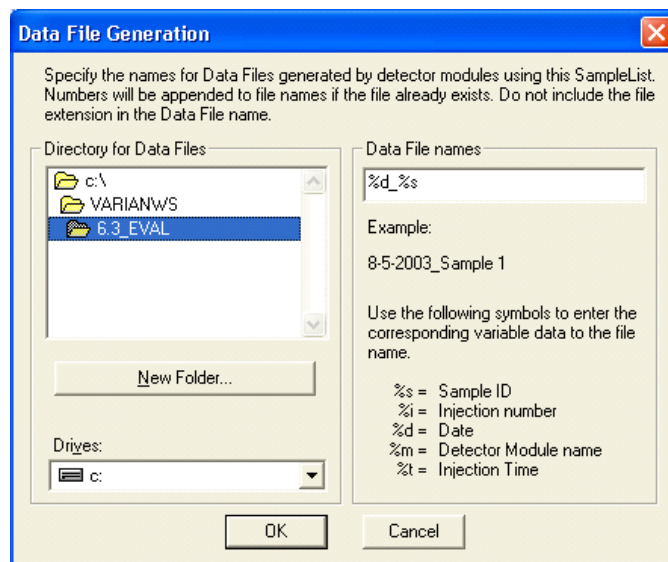 Data File Generation
Specify the names for Data Files generated by detector modules using this SampleList.
Numbers will be appended to file names if the file already exists. Do not include the file
extension in the Data File name.
Directory for Data Files
c:\
VARIANWS
6.3_EVAL
New Folder...
Drives:
c:
Data File names
%d_%s
Example:
8-5-2003_Sample 1
Use the following symbols to enter the
corresponding variable data to the file
name.
%s = Sample ID
%i = Injection number
%d = Date
%m = Detector Module name
%t = Injection Time
OK
Cancel